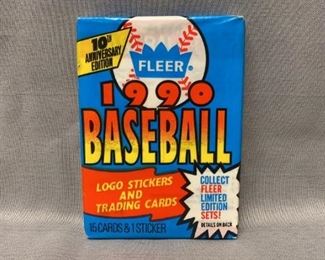 10TH
ANNIVERSARY
EDITION
FLEER
1990
BASEBALL
LOGO STICKERS
AND
TRADING CARDS
COLLECT
FLEER
LIMITED
EDITION
SETS!
DETAILS ON BACK
15 CARDS & 1 STICKER